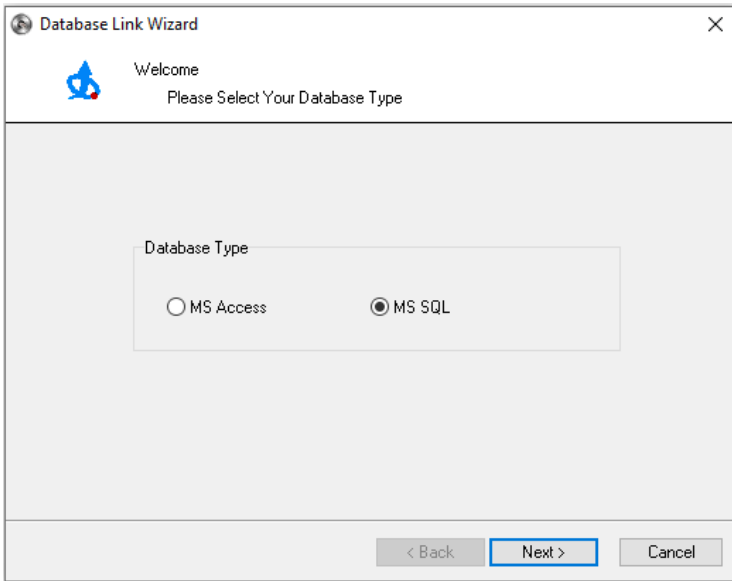 Database Link Wizard
Welcome
Please Select Your Database Type
Database Type
MS Access MS SQL
< Back Next > Cancel